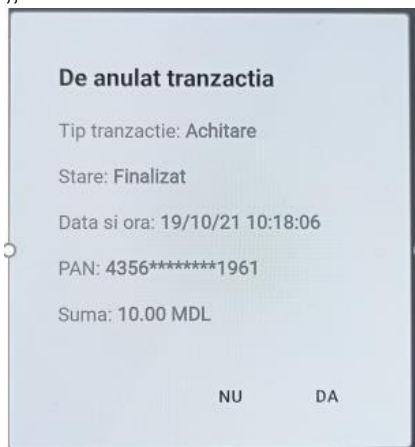 De anulat tranzactia
Tip tranzactie: Achitare
Stare: Finalizat
Data si ora: 19/10/21 10:18:06
PAN: 4356********1961
Suma: 10.00 MDL
NU DA